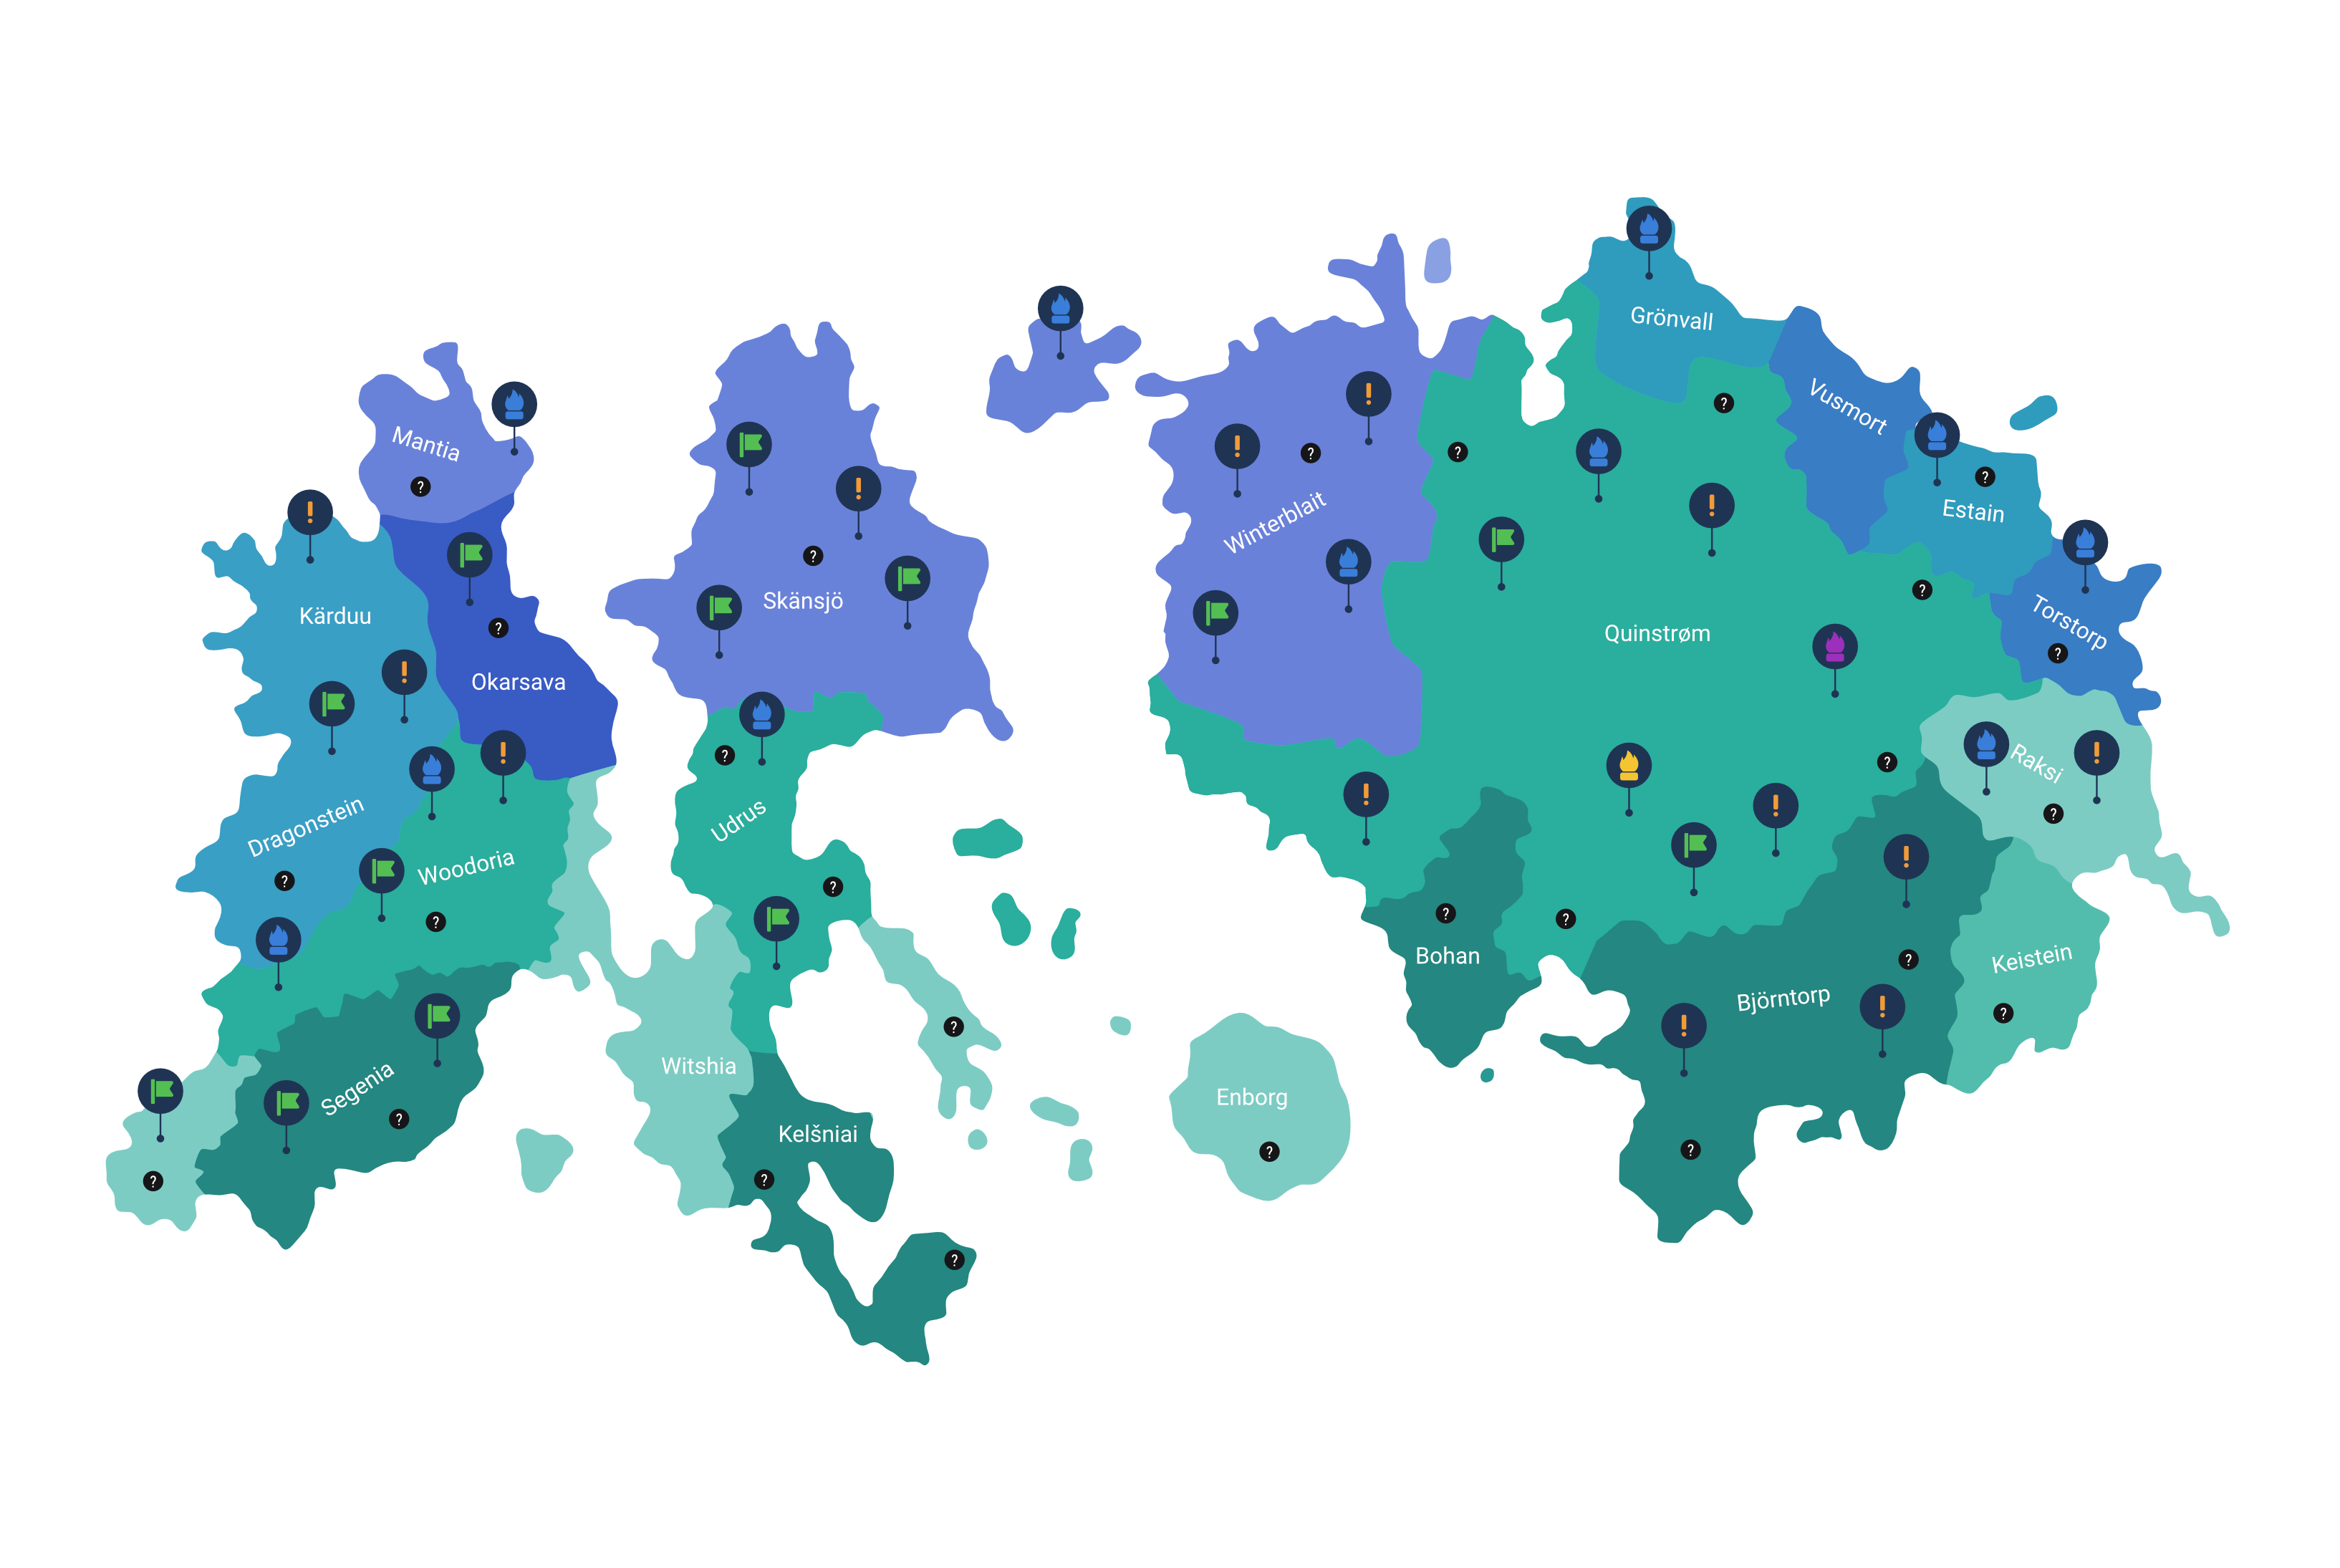 Grönvall
Vusmort
Mantia
Estain
Winterblait
Skänsjö
Kärduu
Torstorp
Quinstrøm
Okarsava
Raksi
Udrus
Dragonstein
Woodoria
Bohan
Keistein
Björntorp
Witshia
Segenia
Enborg
Kelšniai